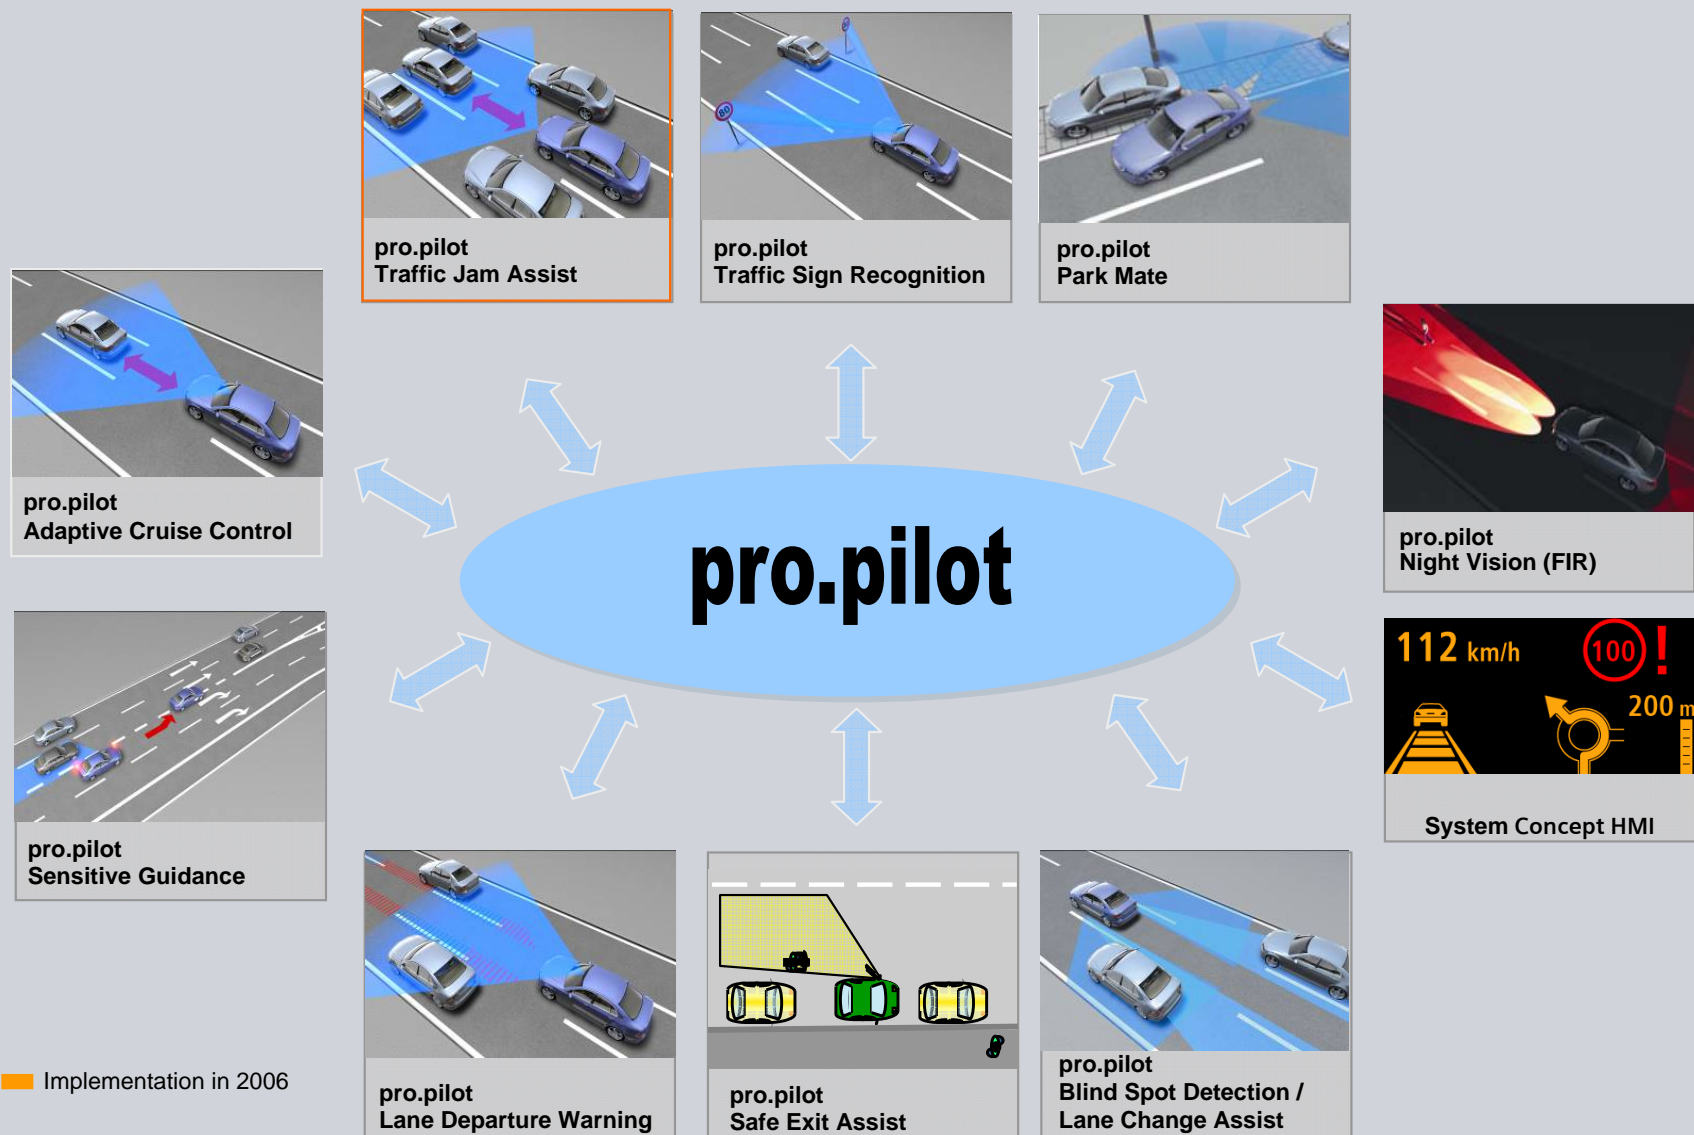 pro.pilot
Traffic Jam Assist
80
pro.pilot
Traffic Sign Recognition
pro.pilot
Park Mate
pro.pilot
Adaptive Cruise Control
pro.pilot
pro.pilot
Night Vision (FIR)
112 km/h
100 !
200 m
System Concept HMI
pro.pilot
Sensitive Guidance
Implementation in 2006
pro.pilot
Lane Departure Warning
pro.pilot
Safe Exit Assist
pro.pilot
Blind Spot Detection /
Lane Change Assist